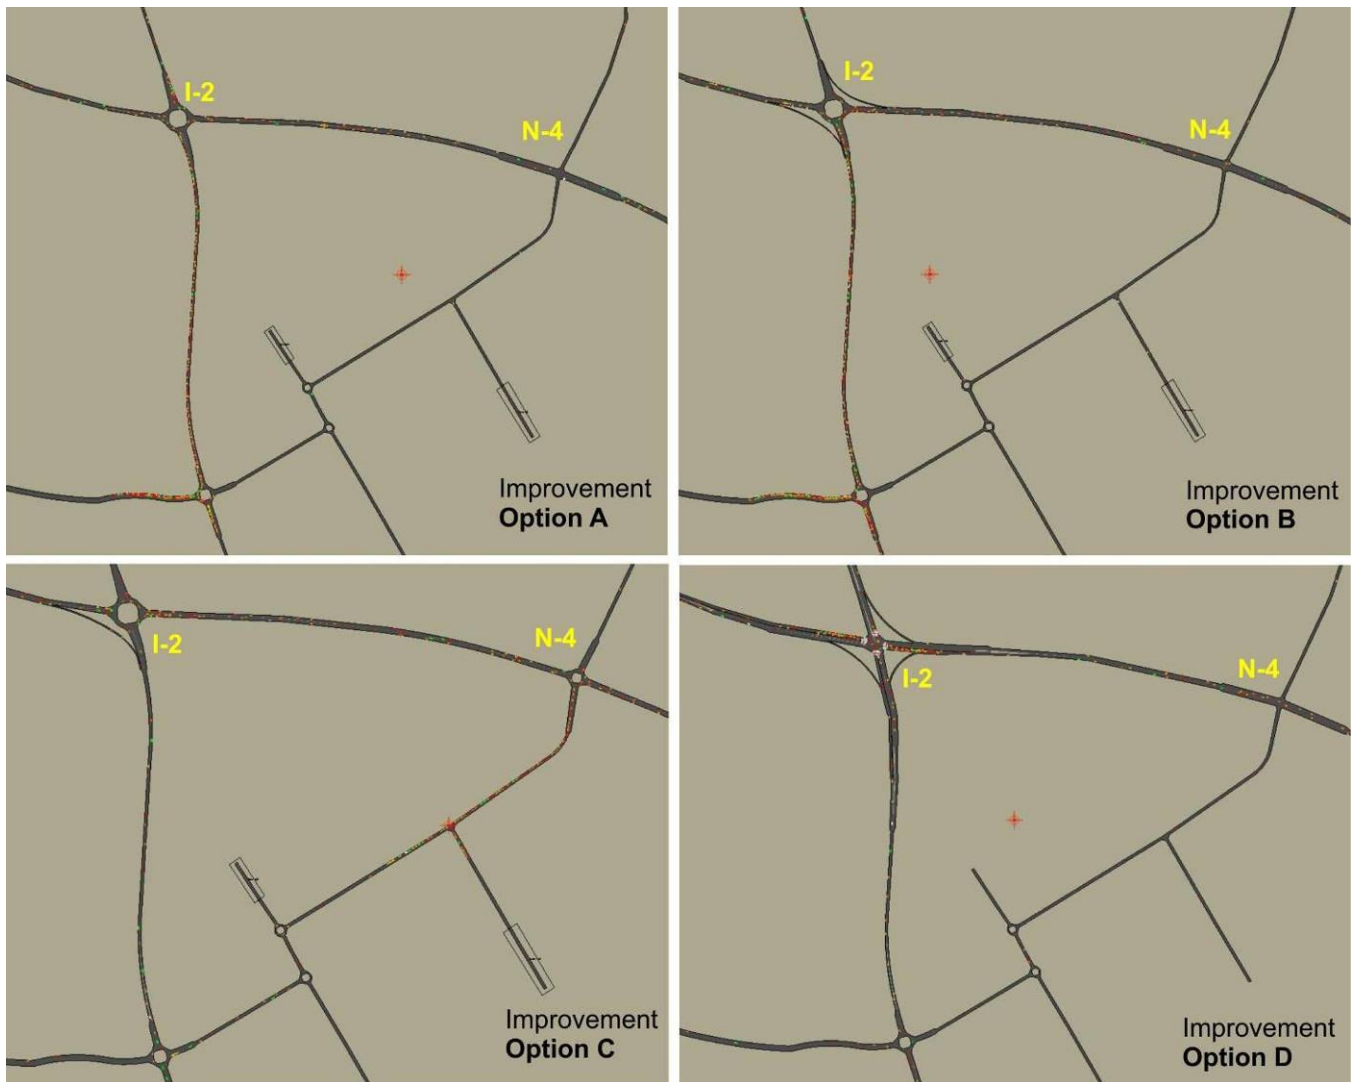 I-2
N-4
Improvement
Option A
I-2
N-4
Improvement
Option B
I-2
N-4
Improvement
Option C
I-2
N-4
Improvement
Option D